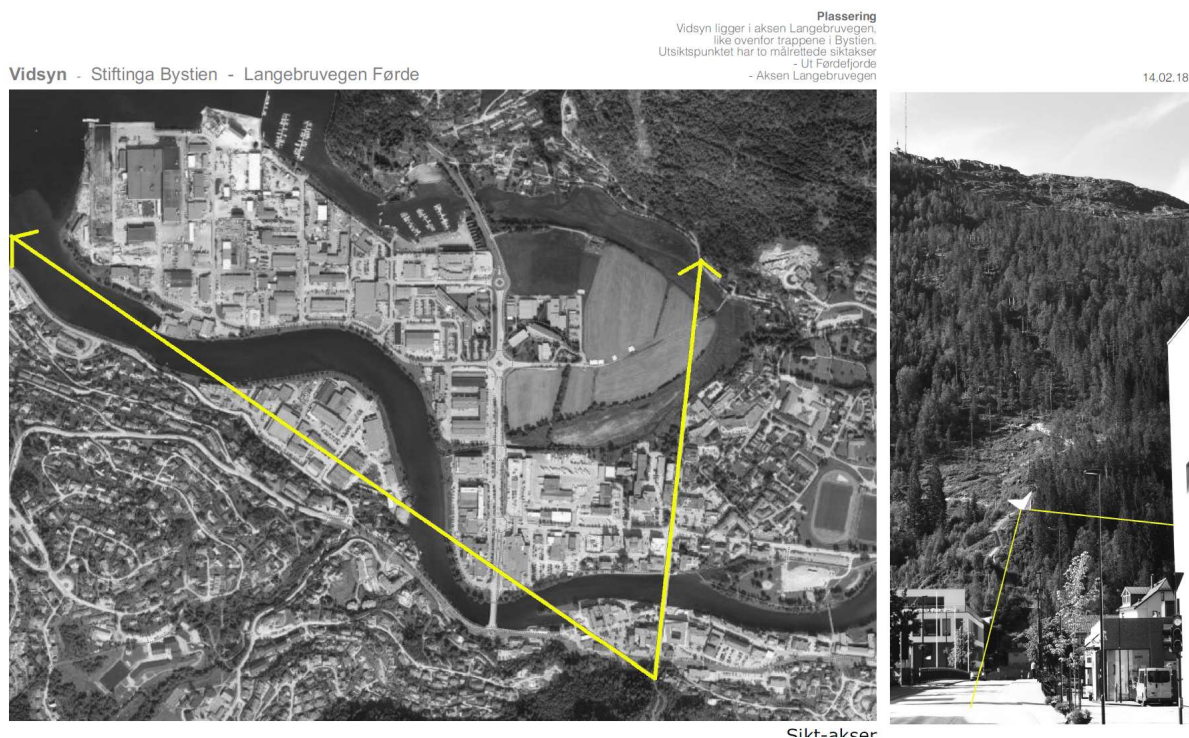 Plassering
Vidsyn ligger i aksen Langebruvegen,
like ovenfor trappene i Bystien.
Utsiktspunktet har to målrettede siktakser
- Ut Førdefjorde
- Aksen Langebruvegen
Vidsyn - Stiftinga Bystien - Langebruvegen Førde
14.02.18
Sikt-akser